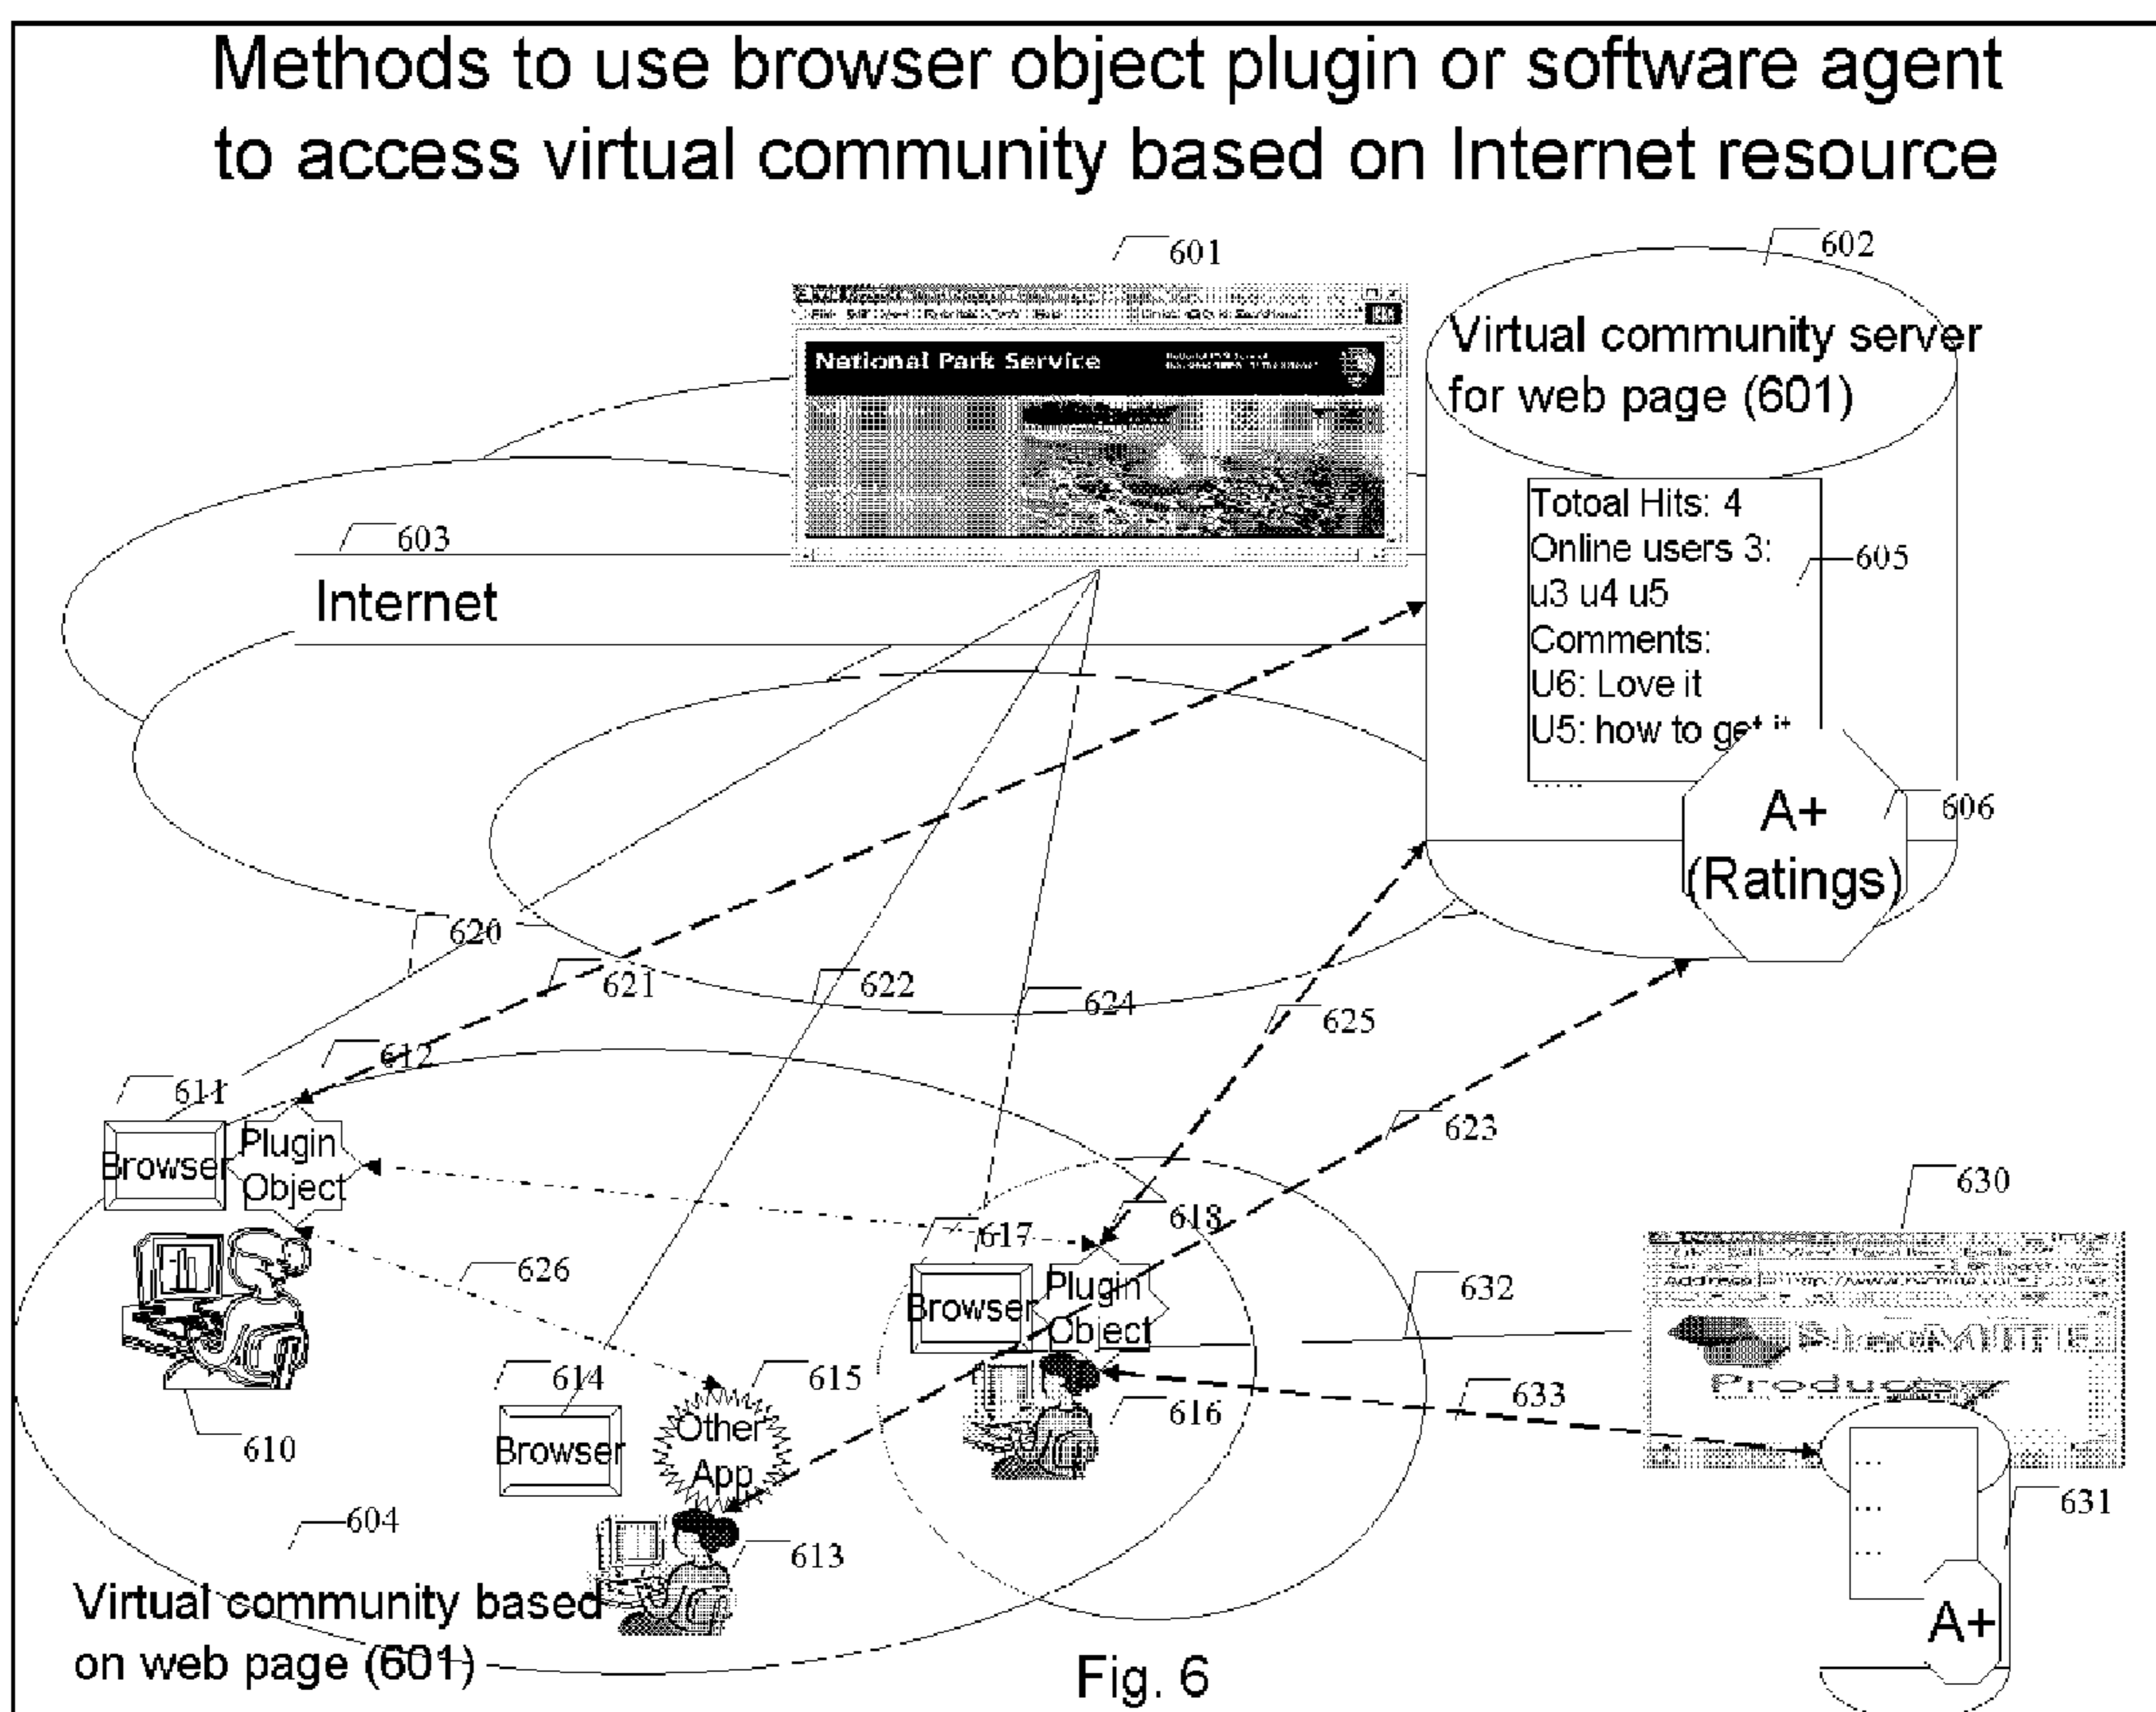 Methods to use browser object plugin or software agent
to access virtual community based on Internet resource
601
602
National Park Service
Virtual community server
for web page (601)
603
Internet
Totoal Hits: 4
Online users 3:
u3 u4 u5
Comments:
U6: Love it
U5: how to get it
.....
605
A+
(Ratings)
606
620
621
622
624
625
623
612
611
Browser
Plugin
Object
617
618
Browser
Plugin
Object
630
626
632
614
615
Browser
Other
App
616
633
Products
610
604
613
631
...
...
...
A+
Virtual community based
on web page (601)
Fig. 6